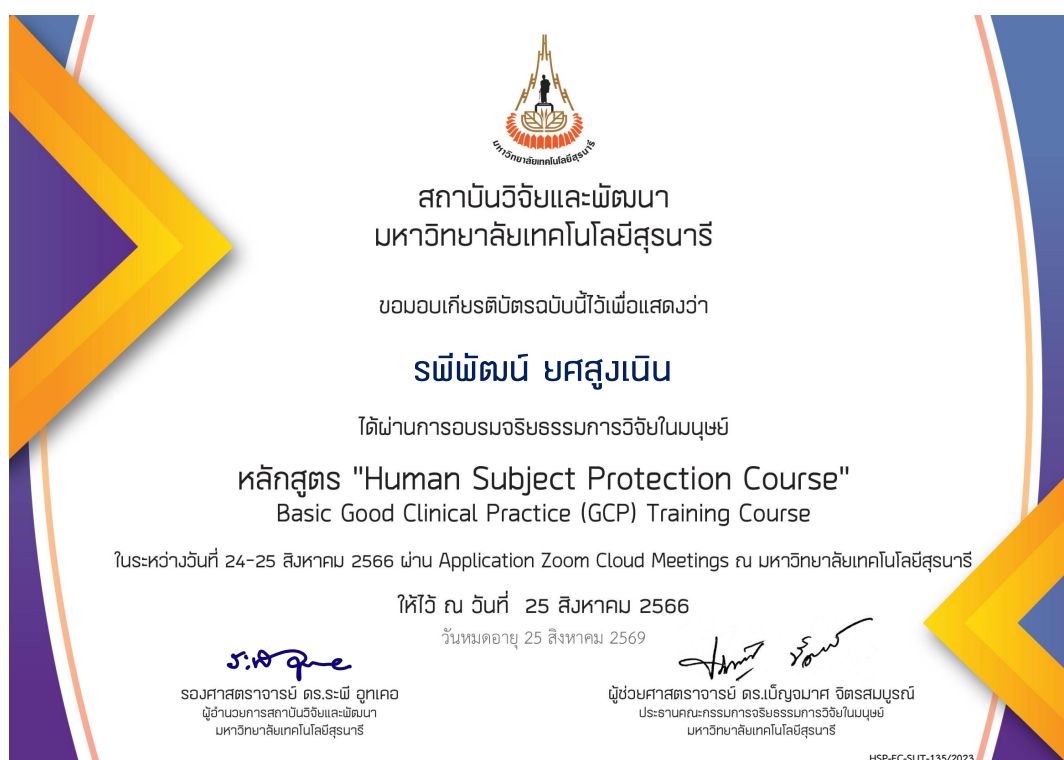 มหาวิทยาลัยเทคโนโลยีสุรนารี
สถาบันวิจัยและพัฒนา
มหาวิทยาลัยเทคโนโลยีสุรนารี
ขอมอบเกียรติบัตรฉบับนี้ไว้เพื่อแสดงว่า
รพีพัฒน์ ยศสูงเนิน
ได้ผ่านการอบรมจริยธรรมการวิจัยในมนุษย์
หลักสูตร "Human Subject Protection Course"
Basic Good Clinical Practice (GCP) Training Course
ในระหว่างวันที่ 24-25 สิงหาคม 2566 ผ่าน Application Zoom Cloud Meetings ณ มหาวิทยาลัยเทคโนโลยีสุรนารี
ให้ไว้ ณ วันที่ 25 สิงหาคม 2566
วันหมดอายุ 25 สิงหาคม 2569
รองศาสตราจารย์ ดร.ระพี อูทเคอ
ผู้อำนวยการสถาบันวิจัยและพัฒนา
มหาวิทยาลัยเทคโนโลยีสุรนารี
ผู้ช่วยศาสตราจารย์ ดร.เบ็ญจมาศ จิตรสมบูรณ์
ประธานคณะกรรมการจริยธรรมการวิจัยในมนุษย์
มหาวิทยาลัยเทคโนโลยีสุรนารี
HSP-EC-SUT-135/2023